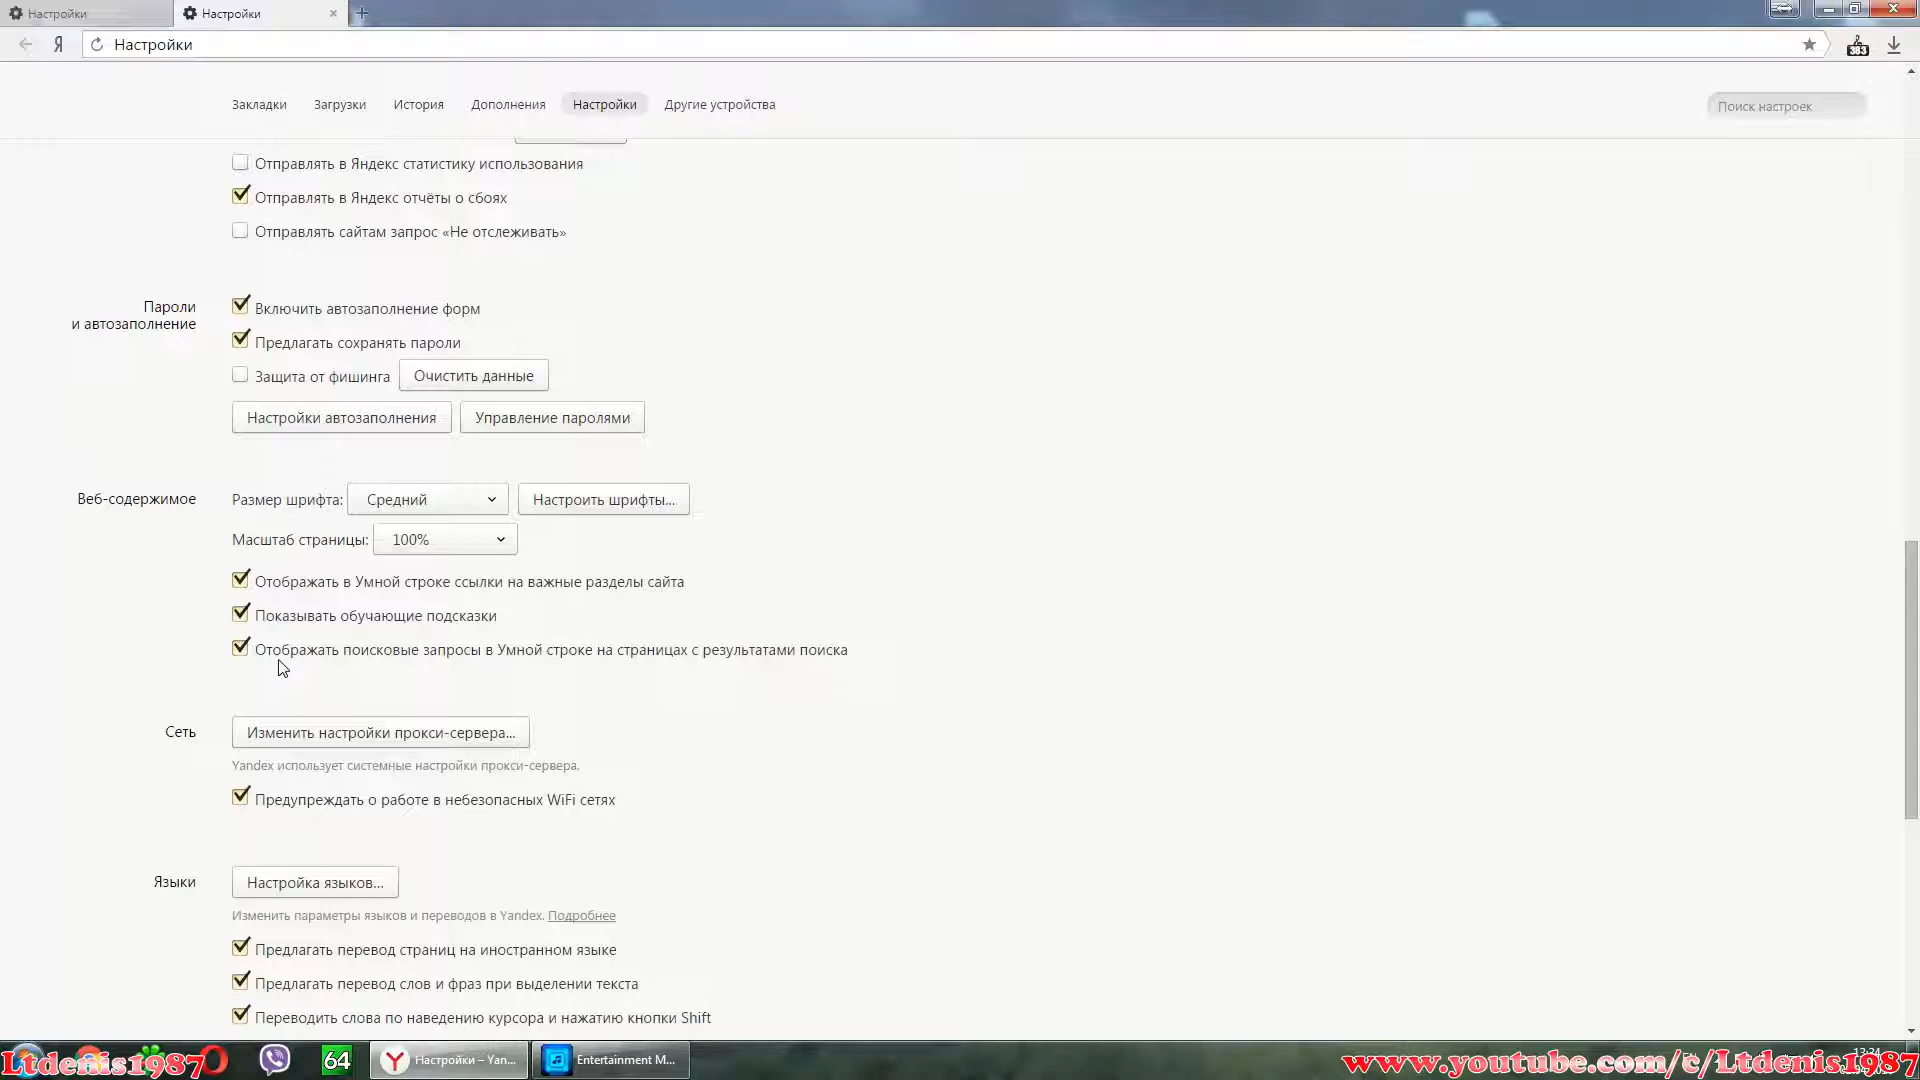 Настройки
Настройки
Я
Настройки
383
Закладки
Загрузки
История
Дополнения
Настройки
Другие устройства
Поиск настроек
Отправлять в Яндекс статистику использования
Отправлять в Яндекс отчёты о сбоях
Отправлять сайтам запрос «Не отслеживать»
Пароли
и автозаполнение
Включить автозаполнение форм
Предлагать сохранять пароли
Защита от фишинга
Очистить данные
Настройки автозаполнения
Управление паролями
Веб-содержимое
Размер шрифта:
Средний
Настроить шрифты...
Масштаб страницы:
100%
Отображать в Умной строке ссылки на важные разделы сайта
Показывать обучающие подсказки
Отображать поисковые запросы в Умной строке на страницах с результатами поиска
Сеть
Изменить настройки прокси-сервера...
Yandex использует системные настройки прокси-сервера.
Предупреждать о работе в небезопасных WiFi сетях
Языки
Настройка языков...
Изменить параметры языков и переводов в Yandex. Подробнее
Предлагать перевод страниц на иностранном языке
Предлагать перевод слов и фраз при выделении текста
Переводить слова по наведению курсора и нажатию кнопки Shift
Ltdenis1987
64
Настройки – Yan...
Entertainment M...
www.youtube.com/c/Ltdenis1987